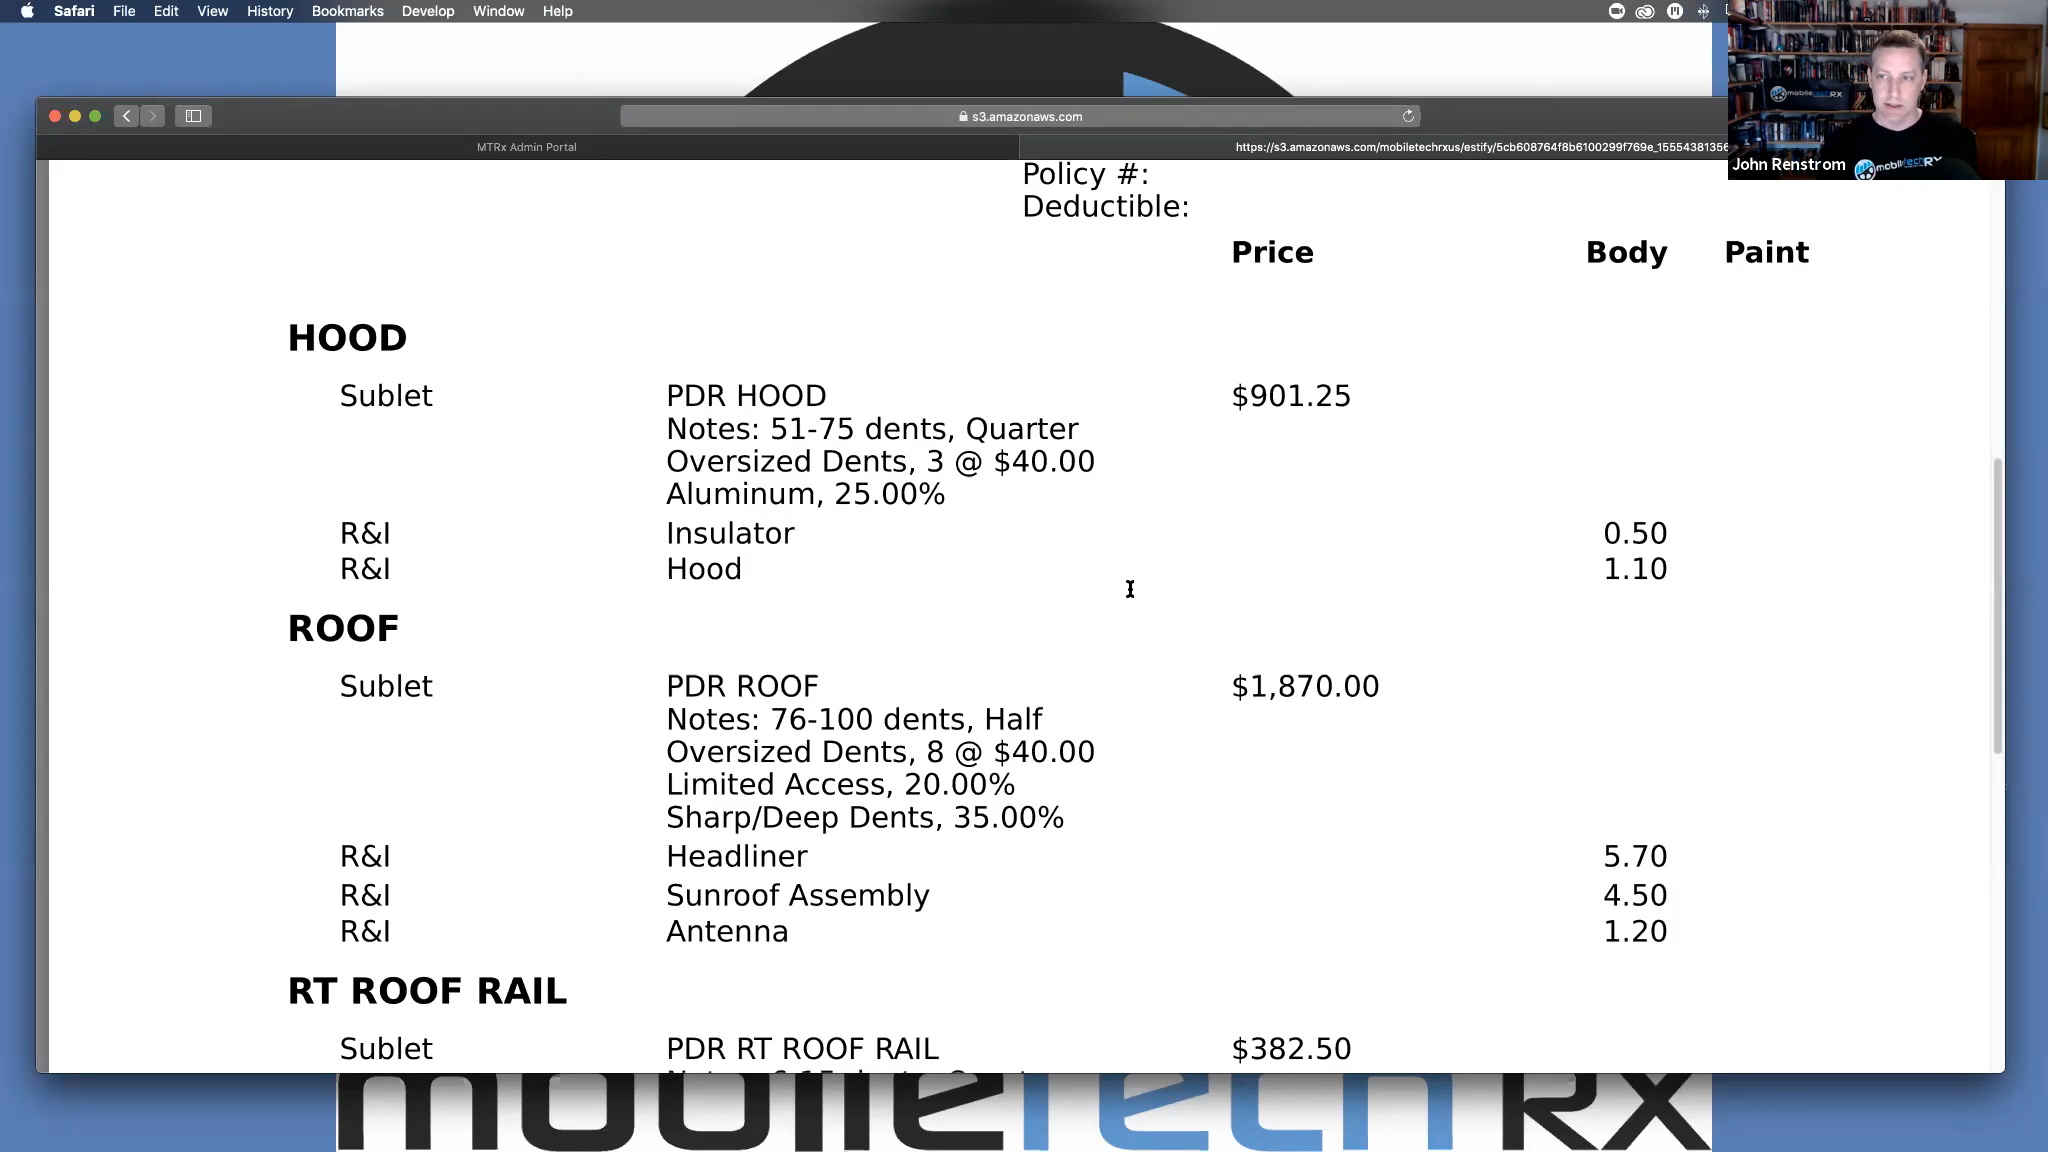 Safari File Edit View History Bookmarks Develop Window Help
s3.amazonaws.com
MTRx Admin Portal
https://s3.amazonaws.com/mobiletechrxus/estify/5cb608764f8b6100299f769e_15554381356
mobiletechRX
John Renstrom
mobiletechRX
Policy #:
Deductible:
Price Body Paint
HOOD
Sublet PDR HOOD $901.25
Notes: 51-75 dents, Quarter
Oversized Dents, 3 @ $40.00
Aluminum, 25.00%
R&I Insulator 0.50
R&I Hood 1.10
ROOF
Sublet PDR ROOF $1,870.00
Notes: 76-100 dents, Half
Oversized Dents, 8 @ $40.00
Limited Access, 20.00%
Sharp/Deep Dents, 35.00%
R&I Headliner 5.70
R&I Sunroof Assembly 4.50
R&I Antenna 1.20
RT ROOF RAIL
Sublet PDR RT ROOF RAIL $382.50
mobileTech RX